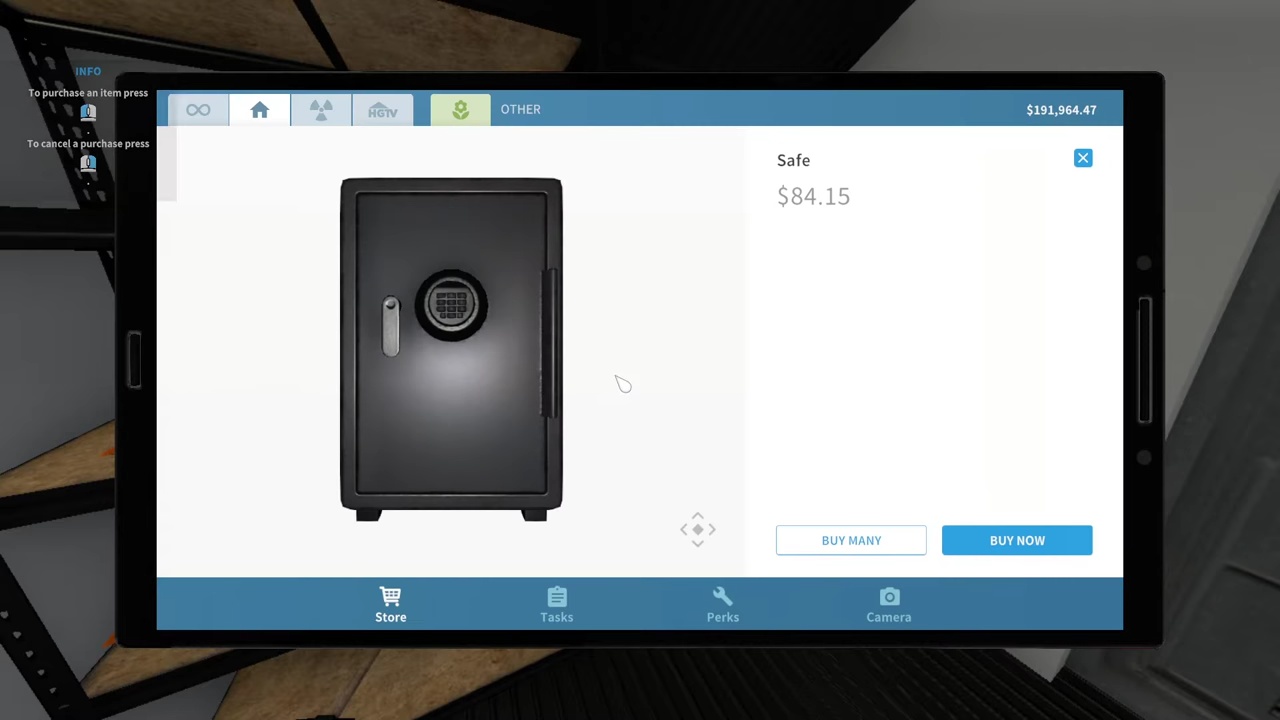 INFO
To purchase an item press
.
To cancel a purchase press
.
HGTV
OTHER
$191,964.47
Safe
$84.15
BUY MANY
BUY NOW
Store
Tasks
Perks
Camera